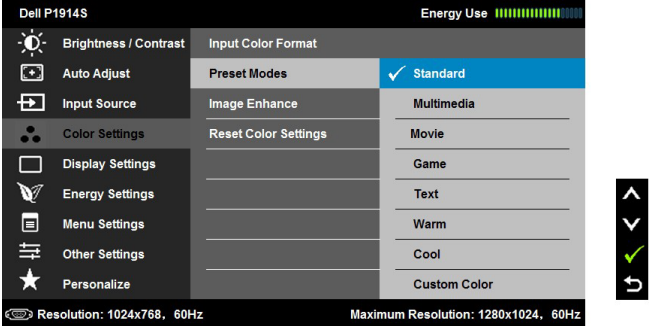 Dell P1914S Energy Use
Brightness / Contrast Input Color Format
Auto Adjust Preset Modes Standard
Input Source Image Enhance Multimedia
Color Settings Reset Color Settings Movie
Display Settings Game
Energy Settings Text
Menu Settings Warm
Other Settings Cool
Personalize Custom Color
Resolution: 1024x768, 60Hz Maximum Resolution: 1280x1024, 60Hz